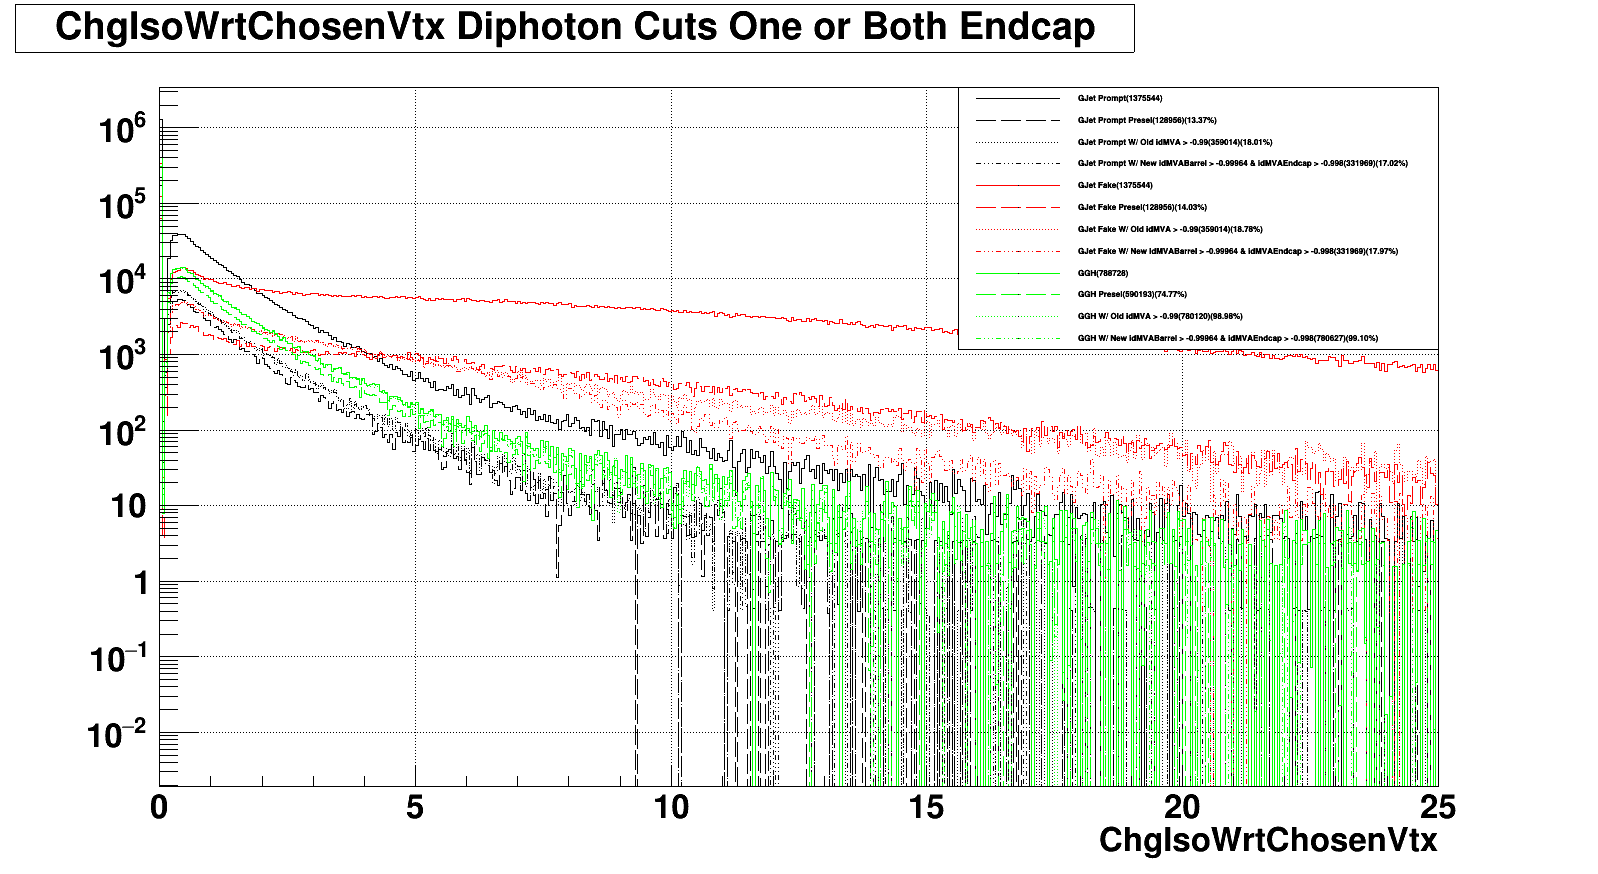 ChgIsoWrtChosenVtx Diphoton Cuts One or Both Endcap
GJet Prompt(1375544)
GJet Prompt Presel(128956)(13.37%)
GJet Prompt W/ Old idMVA > -0.99(359014)(18.01%)
GJet Prompt W/ New idMVABarrel > -0.99964 & idMVAEndcap > -0.998(331969)(17.02%)
GJet Fake(1375544)
GJet Fake Presel(128956)(14.03%)
GJet Fake W/ Old idMVA > -0.99(359014)(18.78%)
GJet Fake W/ New idMVABarrel > -0.99964 & idMVAEndcap > -0.998(331969)(17.97%)
GGH(788728)
GGH Presel(590193)(74.77%)
GGH W/ Old idMVA > -0.99(780120)(98.98%)
GGH W/ New idMVABarrel > -0.99964 & idMVAEndcap > -0.998(780627)(99.10%)
10⁶
10⁵
10⁴
10³
10²
10
1
10⁻¹
10⁻²
0 5 10 15 20 25
ChgIsoWrtChosenVtx